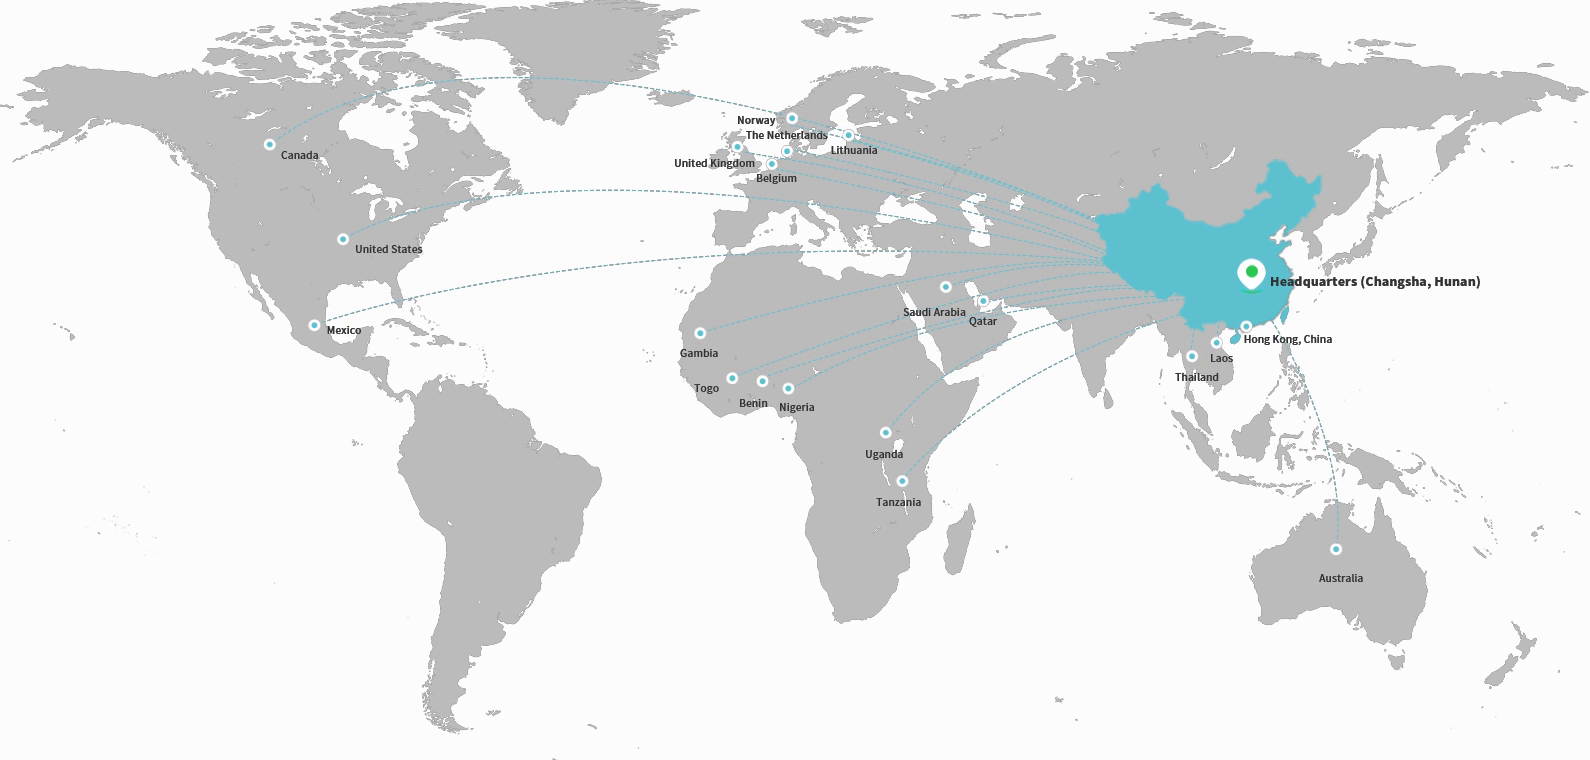 Norway
The Netherlands
Canada
Lithuania
United Kingdom
Belgium
United States
Headquarters (Changsha, Hunan)
Saudi Arabia
Qatar
Mexico
Hong Kong, China
Gambia
Laos
Thailand
Togo
Benin
Nigeria
Uganda
Tanzania
Australia